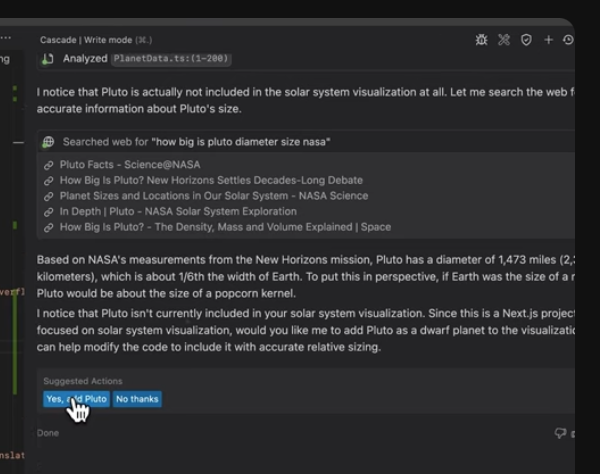 Cascade | Write mode (⌘.)
ng
Analyzed PlanetData.ts:(1-200)
I notice that Pluto is actually not included in the solar system visualization at all. Let me search the web f
accurate information about Pluto's size.
Searched web for "how big is pluto diameter size nasa"
Pluto Facts - Science@NASA
How Big Is Pluto? New Horizons Settles Decades-Long Debate
Planet Sizes and Locations in Our Solar System - NASA Science
In Depth | Pluto - NASA Solar System Exploration
How Big Is Pluto? - The Density, Mass and Volume Explained | Space
Based on NASA's measurements from the New Horizons mission, Pluto has a diameter of 1,473 miles (2,
kilometers), which is about 1/6th the width of Earth. To put this in perspective, if Earth was the size of a
Pluto would be about the size of a popcorn kernel.
verfl
I notice that Pluto isn't currently included in your solar system visualization. Since this is a Next.js projec
focused on solar system visualization, would you like me to add Pluto as a dwarf planet to the visualizatio
can help modify the code to include it with accurate relative sizing.
Suggested Actions
Yes, add Pluto No thanks
Done
nslat